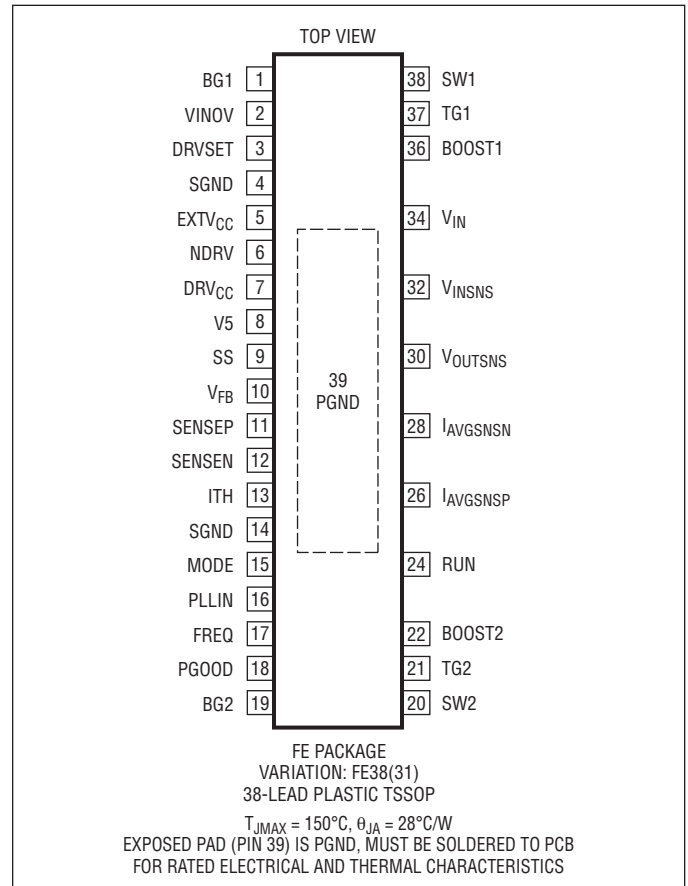 TOP VIEW
BG1 1
VINOV 2
DRVSET 3
SGND 4
EXTVCC 5
NDRV 6
DRVCC 7
V5 8
SS 9
VFB 10
SENSEP 11
SENSEN 12
ITH 13
SGND 14
MODE 15
PLLIN 16
FREQ 17
PGOOD 18
BG2 19
39
PGND
38 SW1
37 TG1
36 BOOST1
34 VIN
32 VINSNS
30 VOUTSNS
28 IAVGSNSN
26 IAVGSNSP
24 RUN
22 BOOST2
21 TG2
20 SW2
FE PACKAGE
VARIATION: FE38(31)
38-LEAD PLASTIC TSSOP
TJMAX = 150°C, θJA = 28°C/W
EXPOSED PAD (PIN 39) IS PGND, MUST BE SOLDERED TO PCB
FOR RATED ELECTRICAL AND THERMAL CHARACTERISTICS